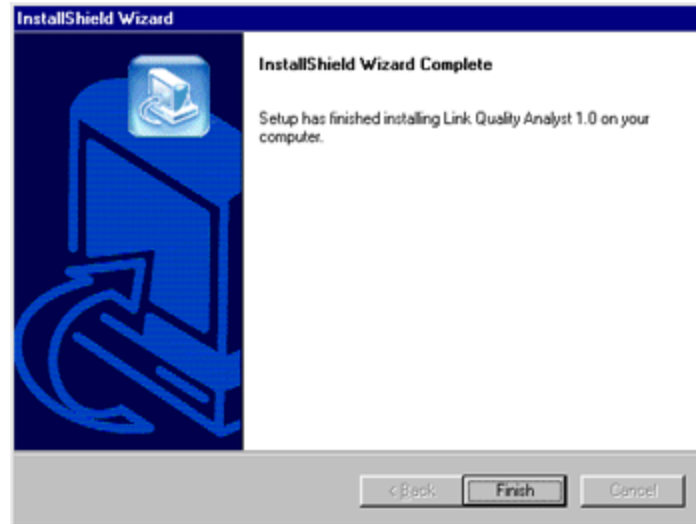 InstallShield Wizard
InstallShield Wizard Complete
Setup has finished installing Link Quality Analyst 1.0 on your
computer.
< Back Finish Cancel